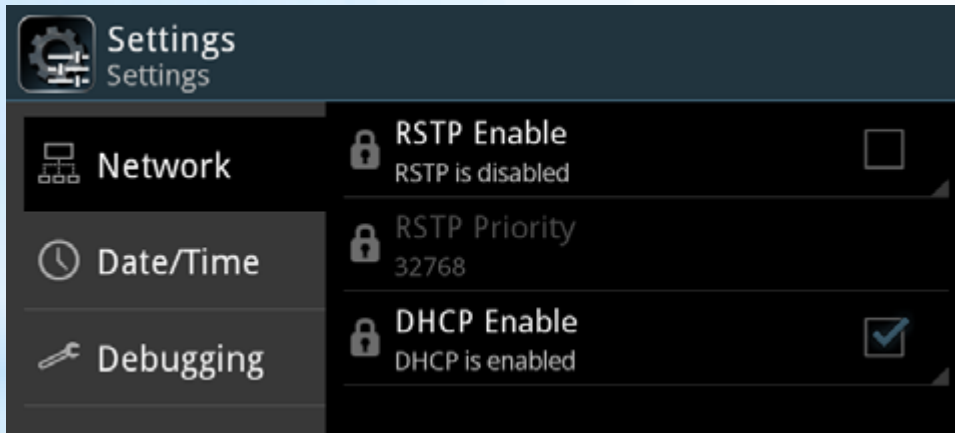 Settings
Settings
Network
Date/Time
Debugging
RSTP Enable
RSTP is disabled
RSTP Priority
32768
DHCP Enable
DHCP is enabled